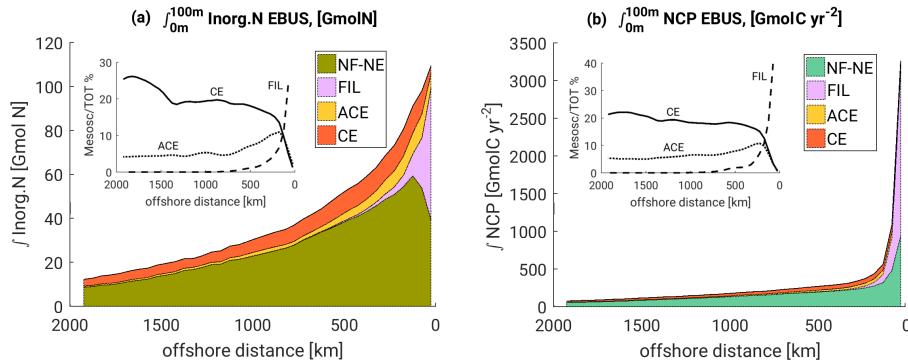 (a) ∫ 100m 0m Inorg.N EBUS, [GmolN]
120
100
80
60
40
20
0
∫ Inorg.N [Gmol N]
2000 1500 1000 500 0
offshore distance [km]
NF-NE
FIL
ACE
CE
30
20
10
0
Mesosc/TOT %
2000 1500 1000 500 0
offshore distance [km]
CE
ACE
FIL
(b) ∫ 100m 0m NCP EBUS, [GmolC yr-2]
3500
3000
2500
2000
1500
1000
500
0
∫ NCP [GmolC yr-2]
2000 1500 1000 500 0
offshore distance [km]
NF-NE
FIL
ACE
CE
40
30
20
10
0
Mesosc/TOT %
2000 1500 1000 500 0
offshore distance [km]
CE
ACE
FIL